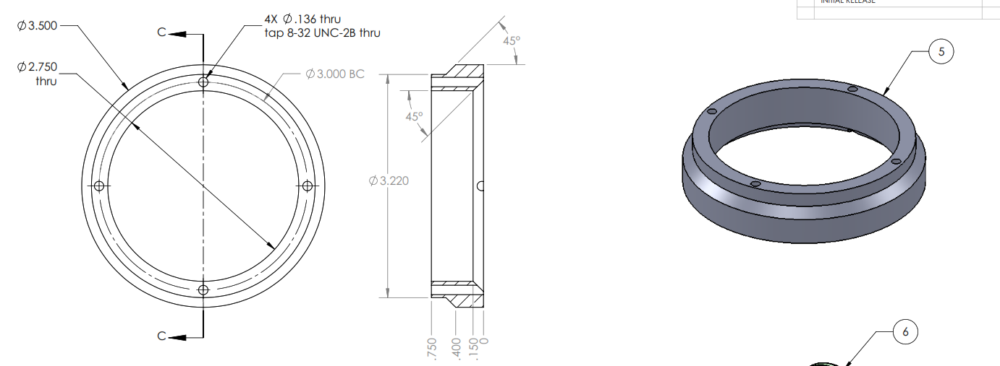 INITIAL RELEASE
4X Ø.136 thru
tap 8-32 UNC-2B thru
Ø3.500
C
45°
5
Ø2.750
thru
Ø3.000 BC
45°
Ø3.220
C
6
.750
.400
.150
0